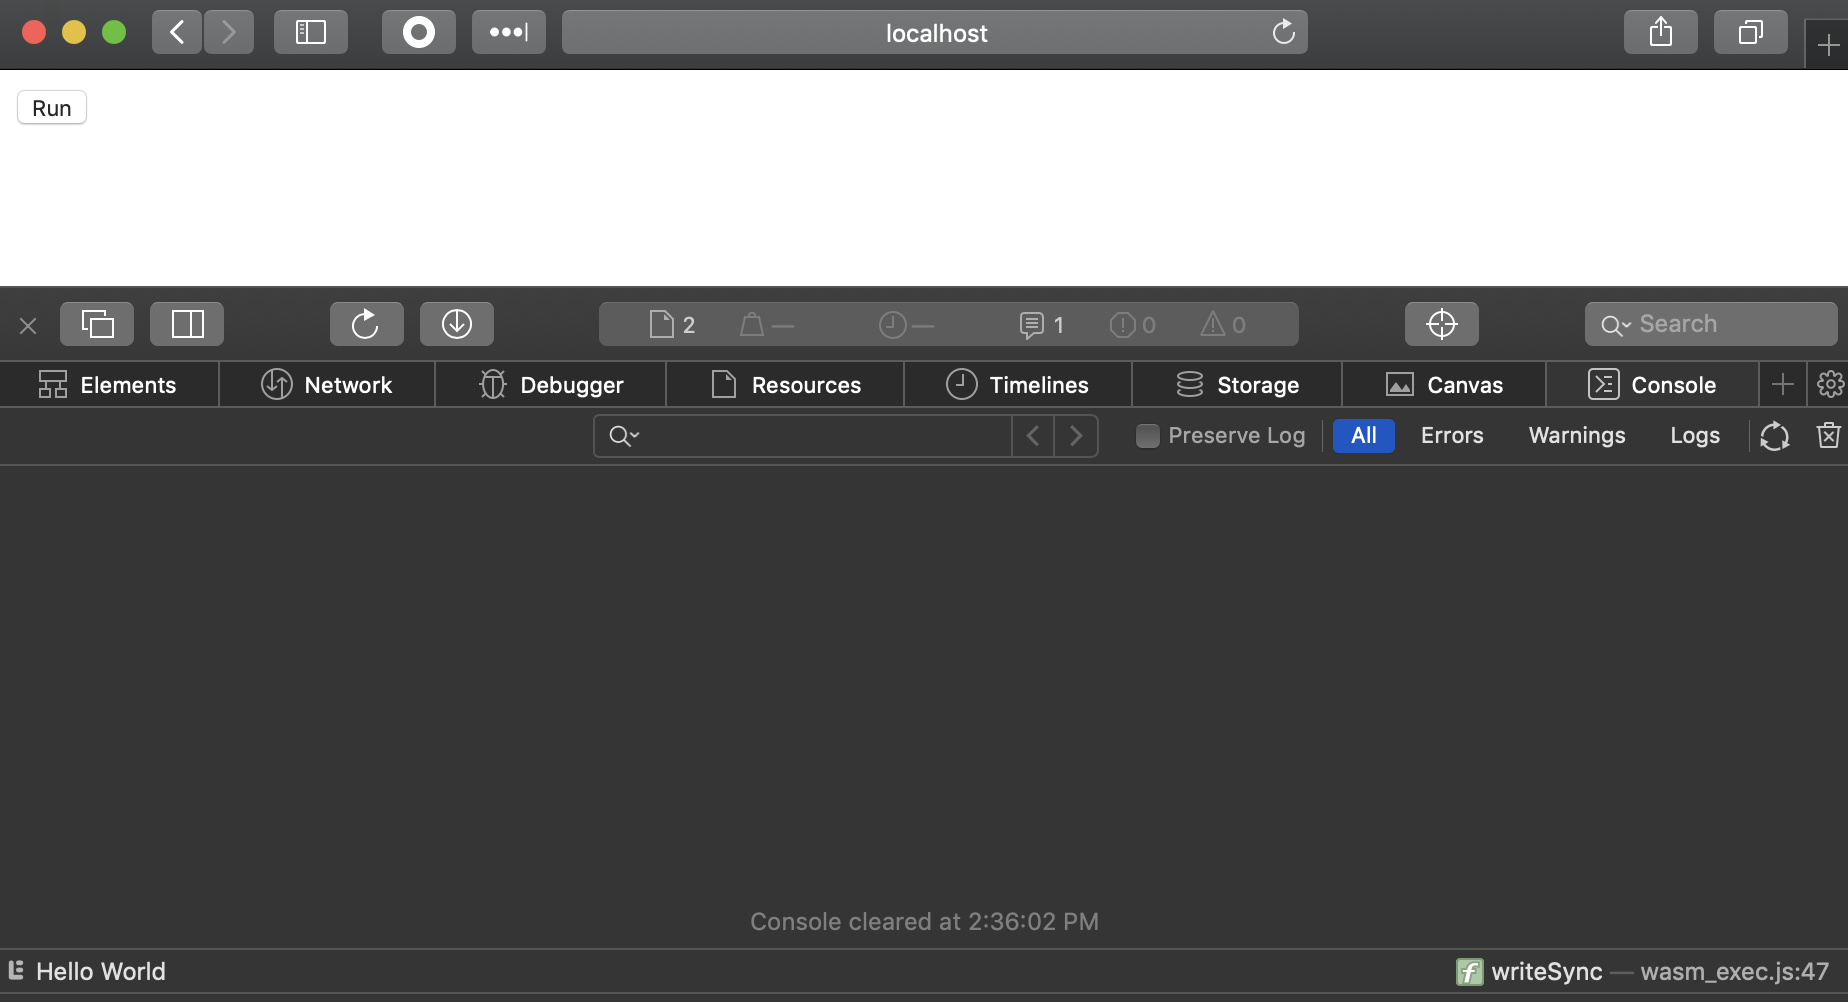 localhost
Run
2 — — 1 0 0 Search
Elements Network Debugger Resources Timelines Storage Canvas Console
Preserve Log All Errors Warnings Logs
Console cleared at 2:36:02 PM
Hello World f writeSync — wasm_exec.js:47